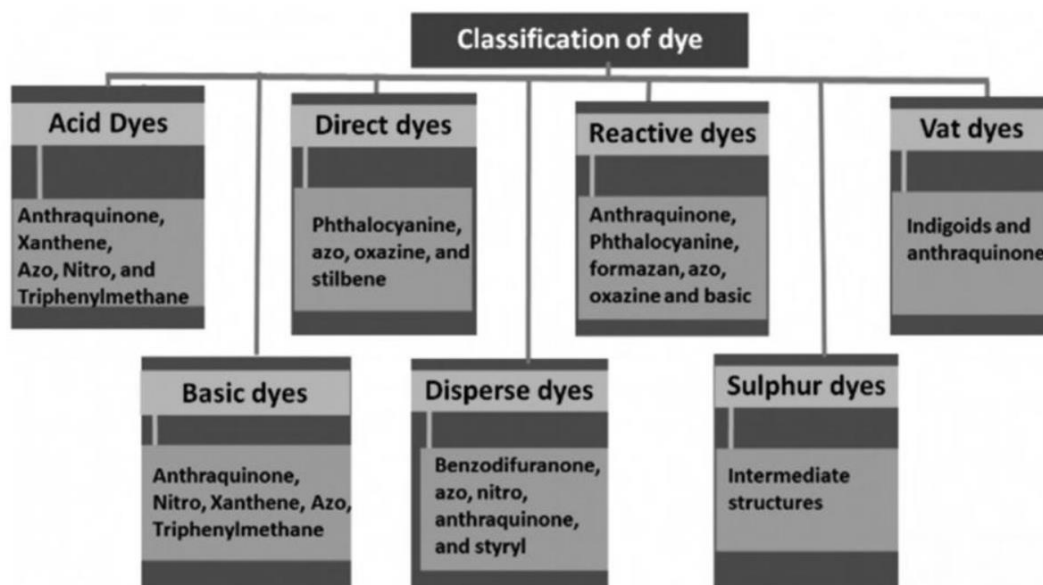 Classification of dye
Acid Dyes
Anthraquinone,
Xanthene,
Azo, Nitro, and
Triphenylmethane
Direct dyes
Phthalocyanine,
azo, oxazine, and
stilbene
Reactive dyes
Anthraquinone,
Phthalocyanine,
formazan, azo,
oxazine and basic
Vat dyes
Indigoids and
anthraquinone
Basic dyes
Anthraquinone,
Nitro, Xanthene, Azo,
Triphenylmethane
Disperse dyes
Benzodifuranone,
azo, nitro,
anthraquinone,
and styryl
Sulphur dyes
Intermediate
structures